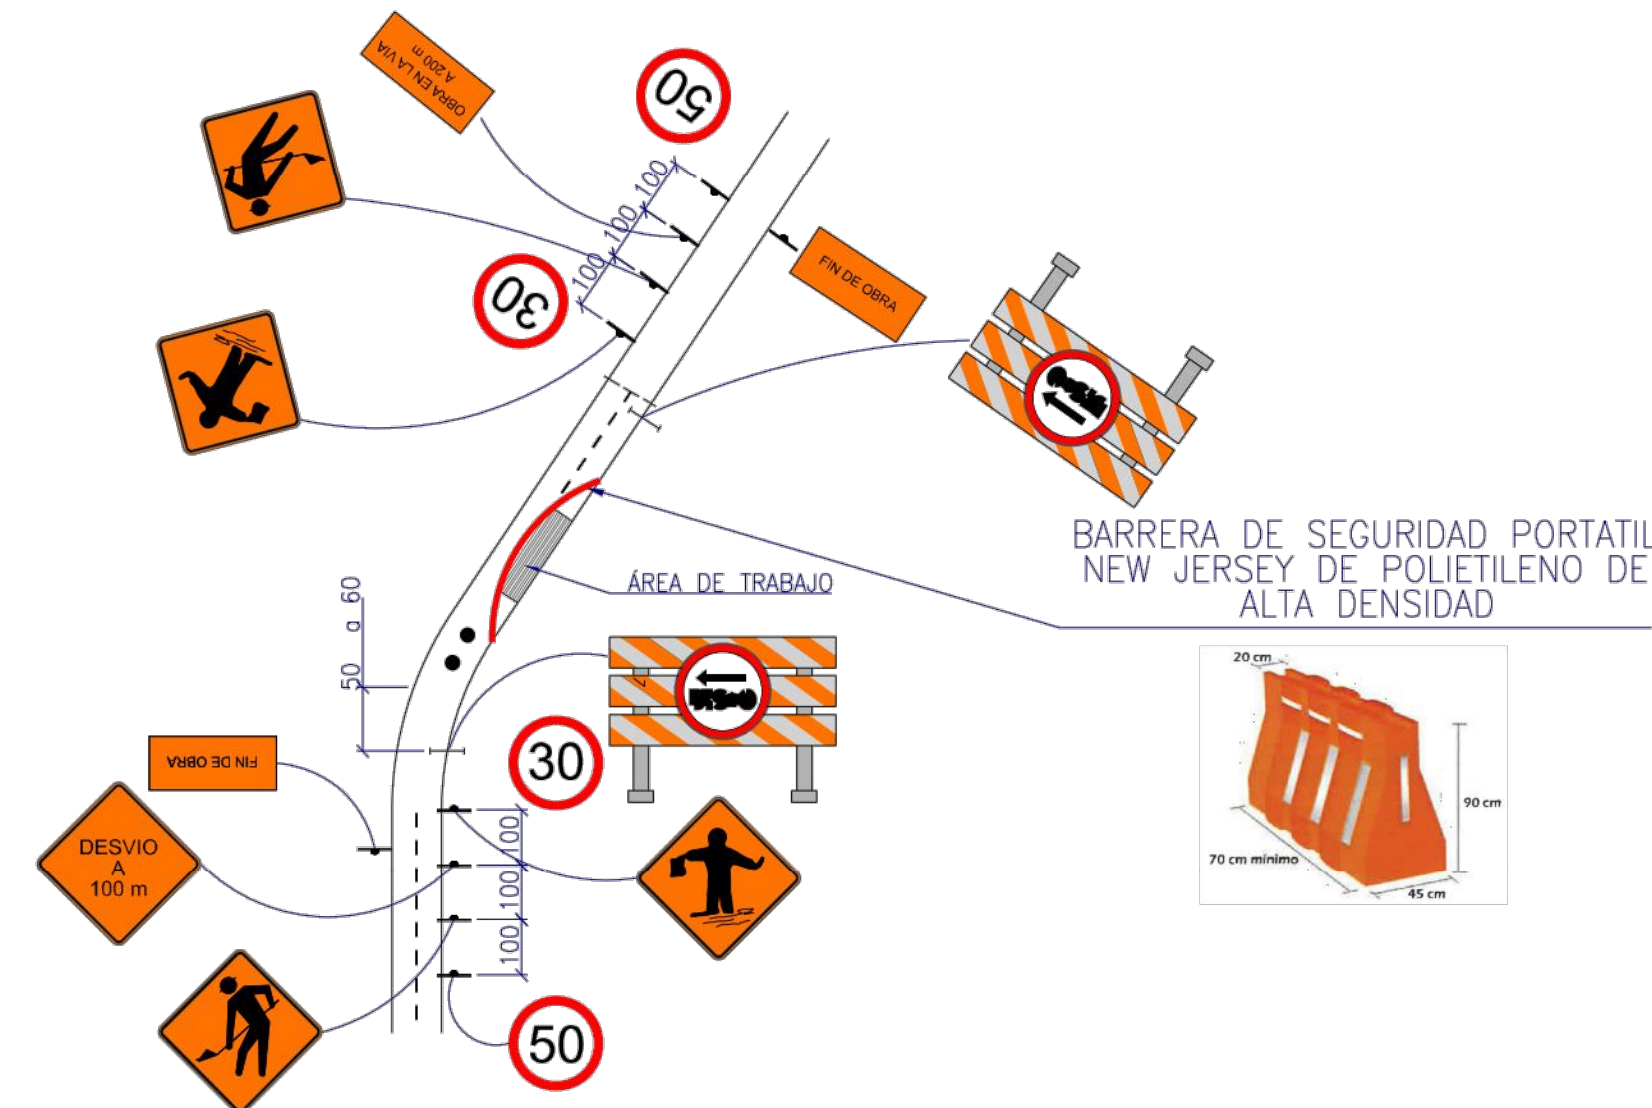 OBRA EN LA VIA
A 200 m
50
100
100
100
30
FIN DE OBRA
BARRERA DE SEGURIDAD PORTATIL
NEW JERSEY DE POLIETILENO DE
ALTA DENSIDAD
ÁREA DE TRABAJO
50 a 60
20 cm
90 cm
70 cm mínimo
45 cm
FIN DE OBRA
30
DESVIO
A
100 m
100
100
100
50